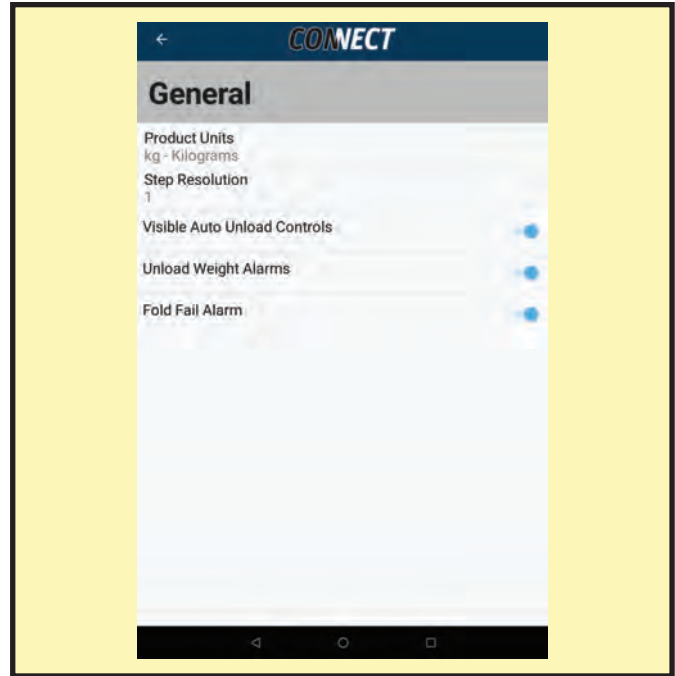 CONNECT
General
Product Units
kg - Kilograms
Step Resolution
1
Visible Auto Unload Controls
Unload Weight Alarms
Fold Fail Alarm